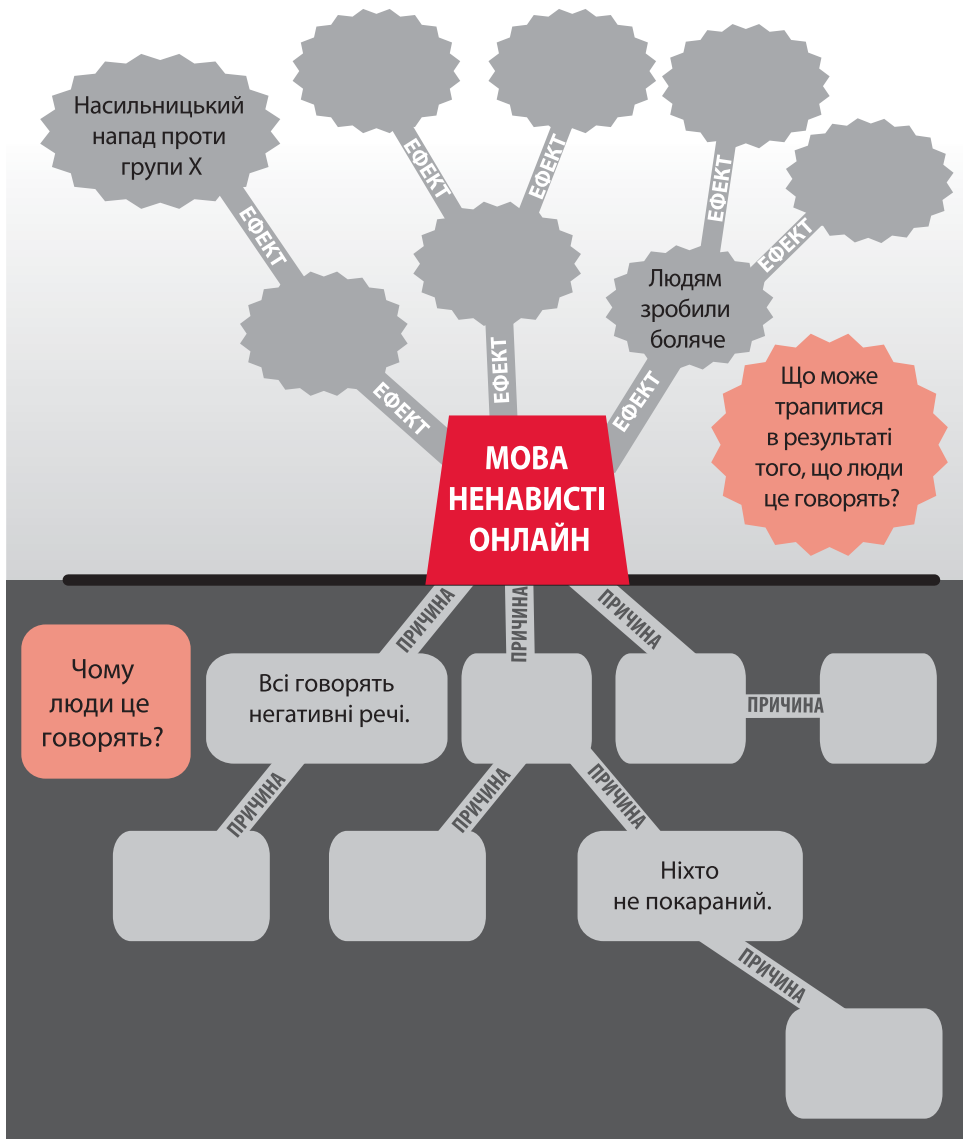 Насильницький
напад проти
групи Х
ЕФЕКТ
ЕФЕКТ
ЕФЕКТ
ЕФЕКТ
ЕФЕКТ
Людям
зробили
боляче
ЕФЕКТ
ЕФЕКТ
ЕФЕКТ
Що може
трапитися
в результаті
того, що люди
це говорять?
МОВА
НЕНАВИСТІ
ОНЛАЙН
ПРИЧИНА
ПРИЧИНА
ПРИЧИНА
Чому
люди це
говорять?
Всі говорять
негативні речі.
ПРИЧИНА
ПРИЧИНА
ПРИЧИНА
ПРИЧИНА
Ніхто
не покараний.
ПРИЧИНА